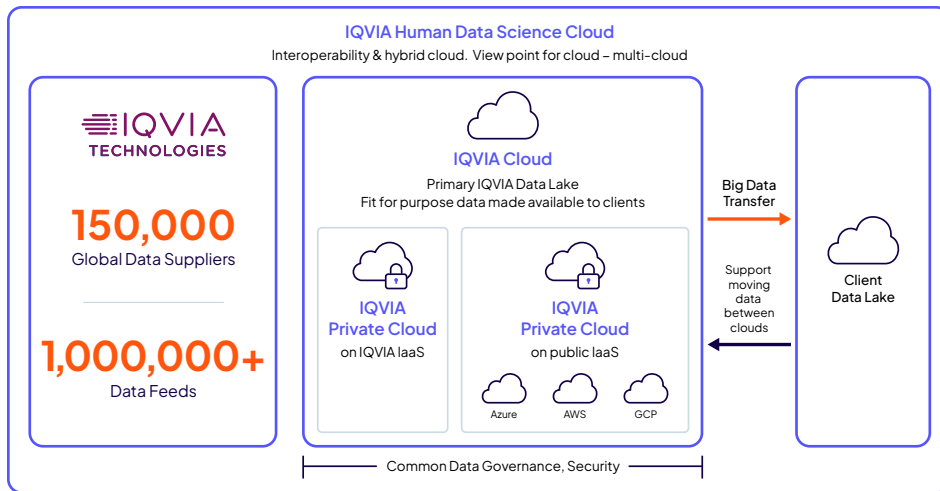 IQVIA Human Data Science Cloud
Interoperability & hybrid cloud. View point for cloud – multi-cloud
IQVIA
TECHNOLOGIES
150,000
Global Data Suppliers
1,000,000+
Data Feeds
IQVIA Cloud
Primary IQVIA Data Lake
Fit for purpose data made available to clients
IQVIA
Private Cloud
on IQVIA IaaS
IQVIA
Private Cloud
on public IaaS
Azure
AWS
GCP
Common Data Governance, Security
Big Data
Transfer
Support
moving
data
between
clouds
Client
Data Lake